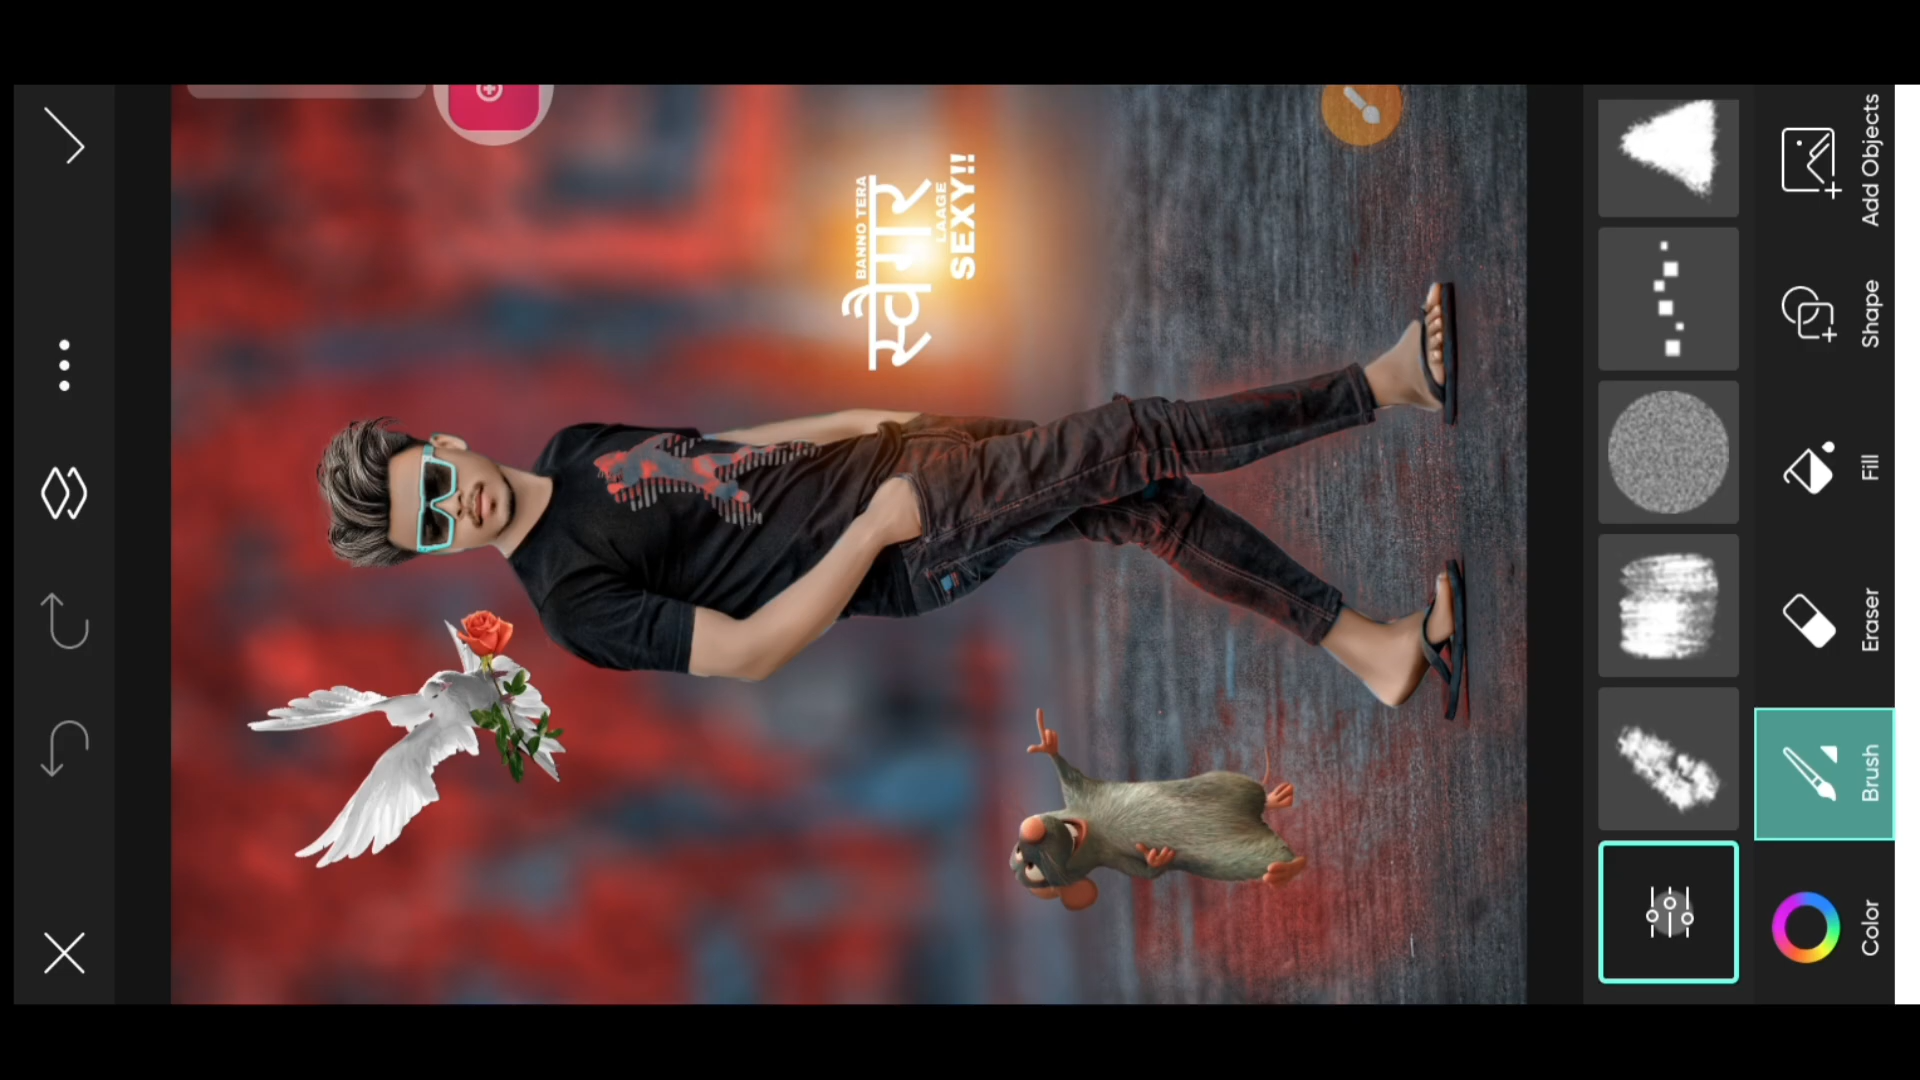 BANNO TERA
स्वैगार
LAAGE
SEXY!!
Color
Brush
Eraser
Fill
Shape
Add Objects